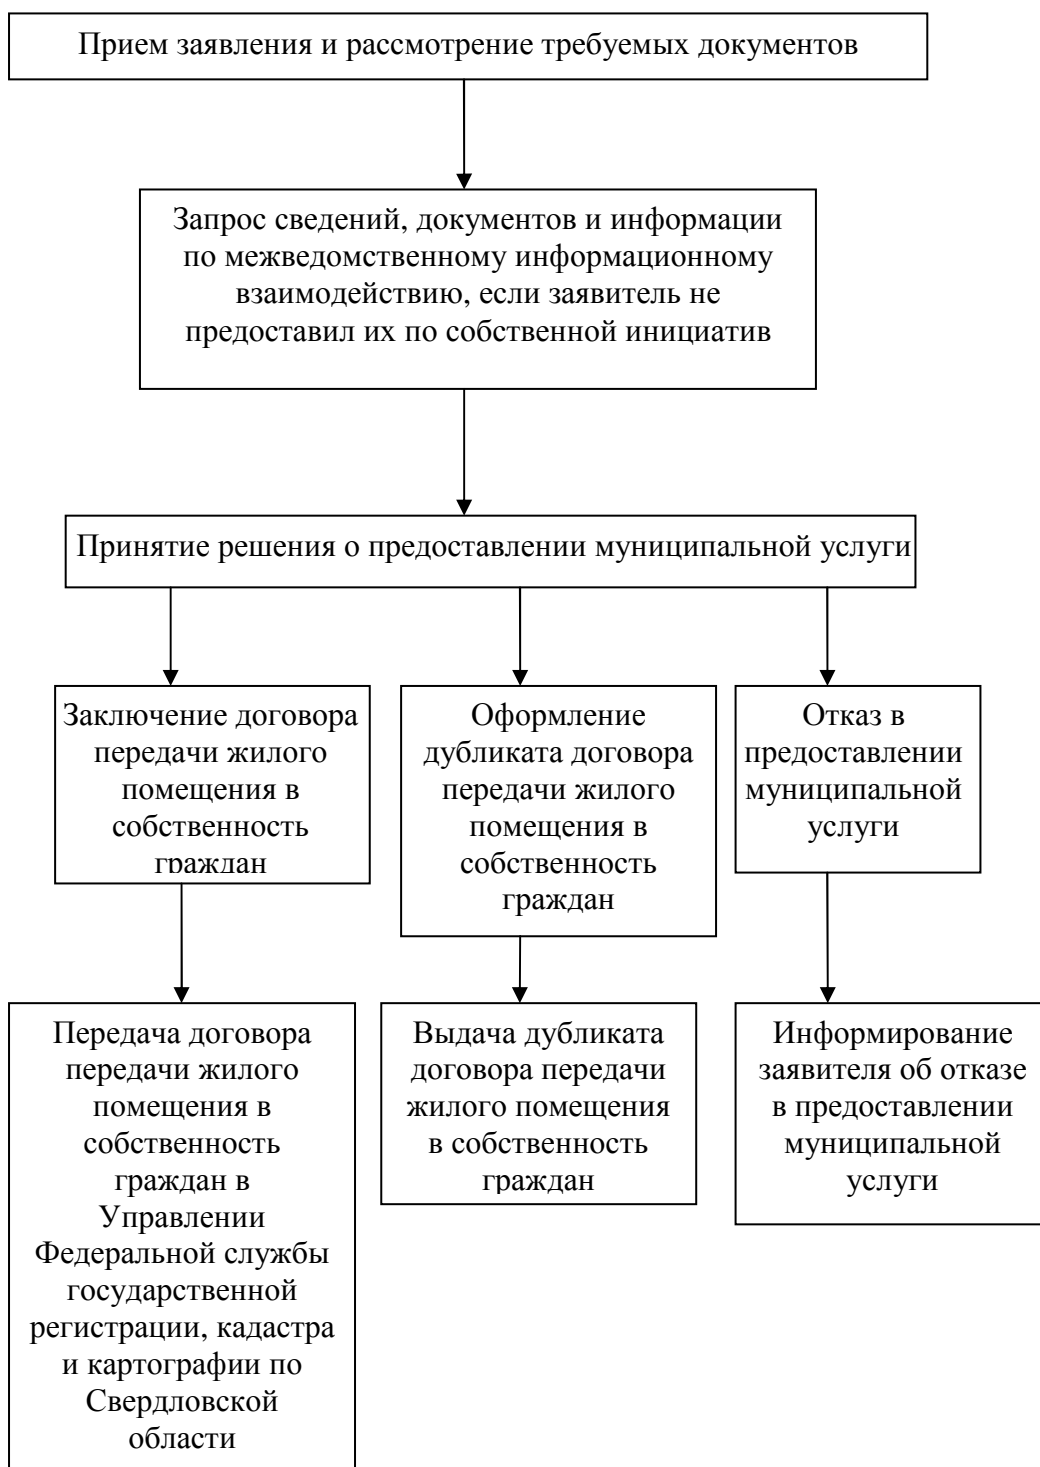 Прием заявления и рассмотрение требуемых документов
Запрос сведений, документов и информации
по межведомственному информационному
взаимодействию, если заявитель не
предоставил их по собственной инициатив
Принятие решения о предоставлении муниципальной услуги
Заключение договора
передачи жилого
помещения в
собственность
граждан
Оформление
дубликата договора
передачи жилого
помещения в
собственность
граждан
Отказ в
предоставлении
муниципальной
услуги
Передача договора
передачи жилого
помещения в
собственность
граждан в
Управлении
Федеральной службы
государственной
регистрации, кадастра
и картографии по
Свердловской
области
Выдача дубликата
договора передачи
жилого помещения
в собственность
граждан
Информирование
заявителя об отказе
в предоставлении
муниципальной
услуги